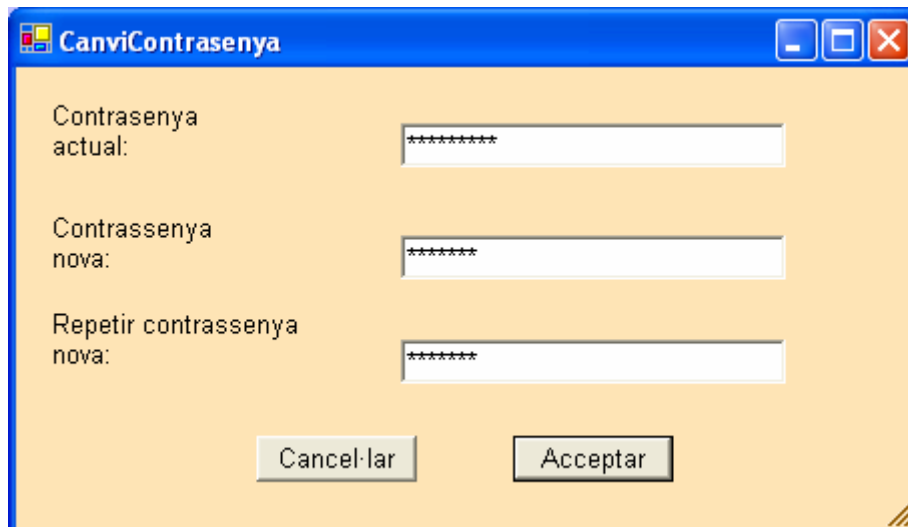 CanviContrasenya
Contrasenya
actual:
*********
Contrassenya
nova:
*******
Repetir contrassenya
nova:
*******
Cancel·lar
Acceptar